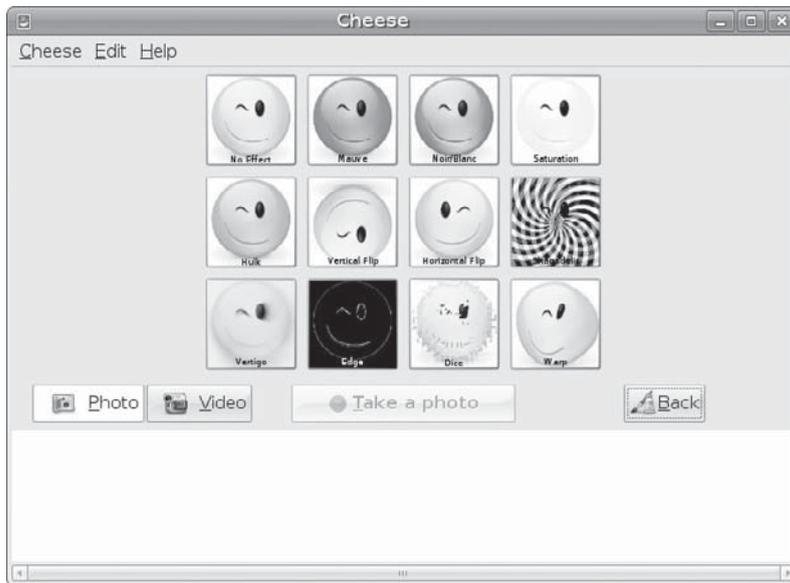 Cheese
Cheese Edit Help
No Effect Mauve Noir/Blanc Saturation
Hulk Vertical Flip Horizontal Flip Shagadelic
Vertigo Edge Dice Warp
Photo Video Take a photo Back